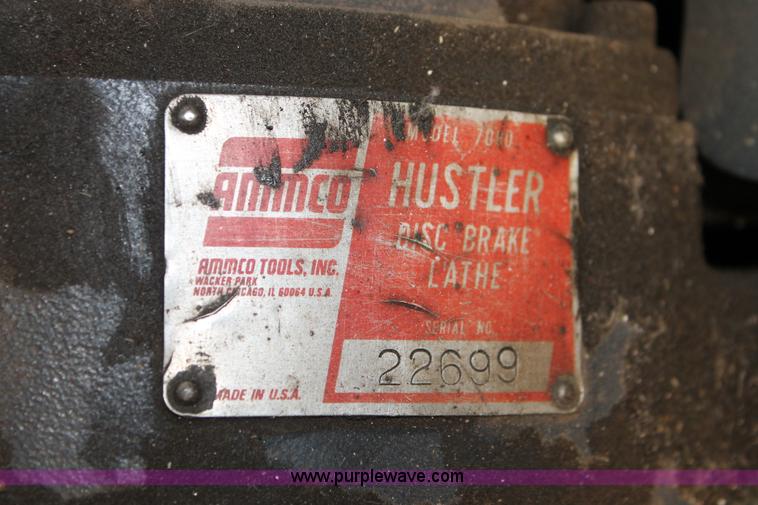 MODEL
AMMCO
HUSTLER
DISC BRAKE
LATHE
AMMCO TOOLS, INC.
WACKER PARK
NORTH CHICAGO, IL 60064 U.S.A.
SERIAL NO.
22699
MADE IN U.S.A.
www.purplewave.com